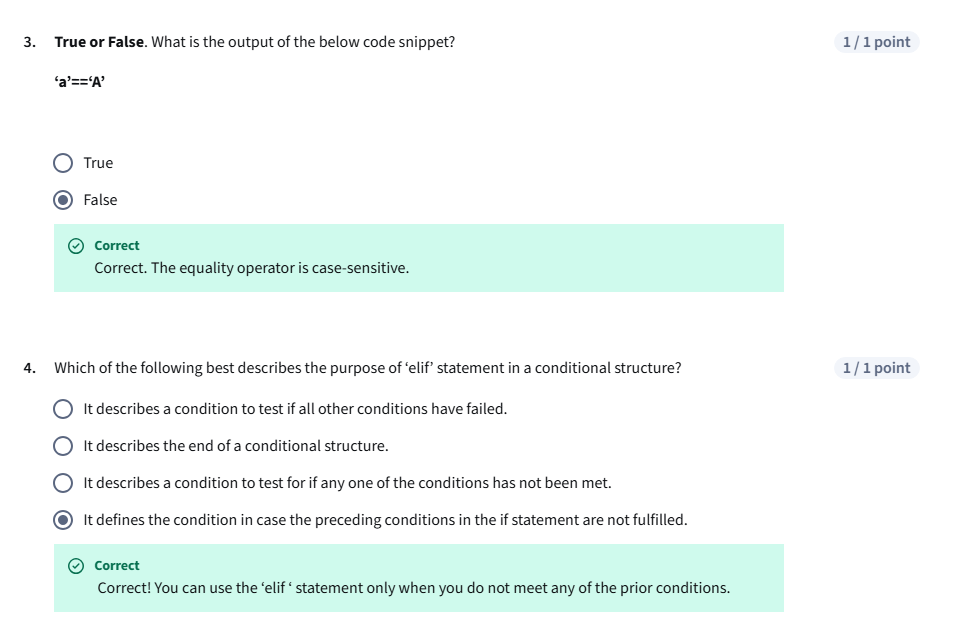 3. True or False. What is the output of the below code snippet? 1 / 1 point
‘a’==‘A’
True
False
Correct
Correct. The equality operator is case-sensitive.
4. Which of the following best describes the purpose of ‘elif’ statement in a conditional structure? 1 / 1 point
It describes a condition to test if all other conditions have failed.
It describes the end of a conditional structure.
It describes a condition to test for if any one of the conditions has not been met.
It defines the condition in case the preceding conditions in the if statement are not fulfilled.
Correct
Correct! You can use the ‘elif ‘ statement only when you do not meet any of the prior conditions.